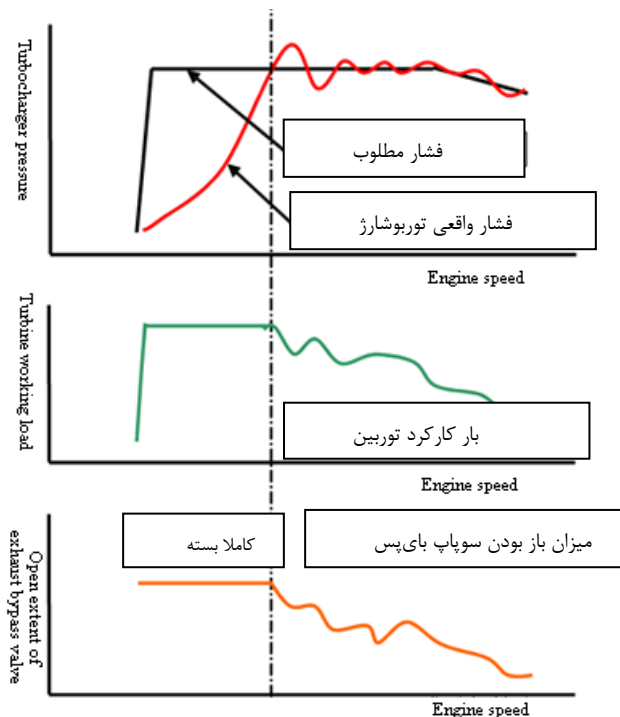 Turbocharger pressure
فشار مطلوب
فشار واقعی توربوشارژ
Engine speed
Turbine working
load
بار کارکرد توربین
Engine speed
Open extent of
exhaust bypass valve
کاملا بسته
میزان باز بودن سوپاپ بای‌پس
Engine speed